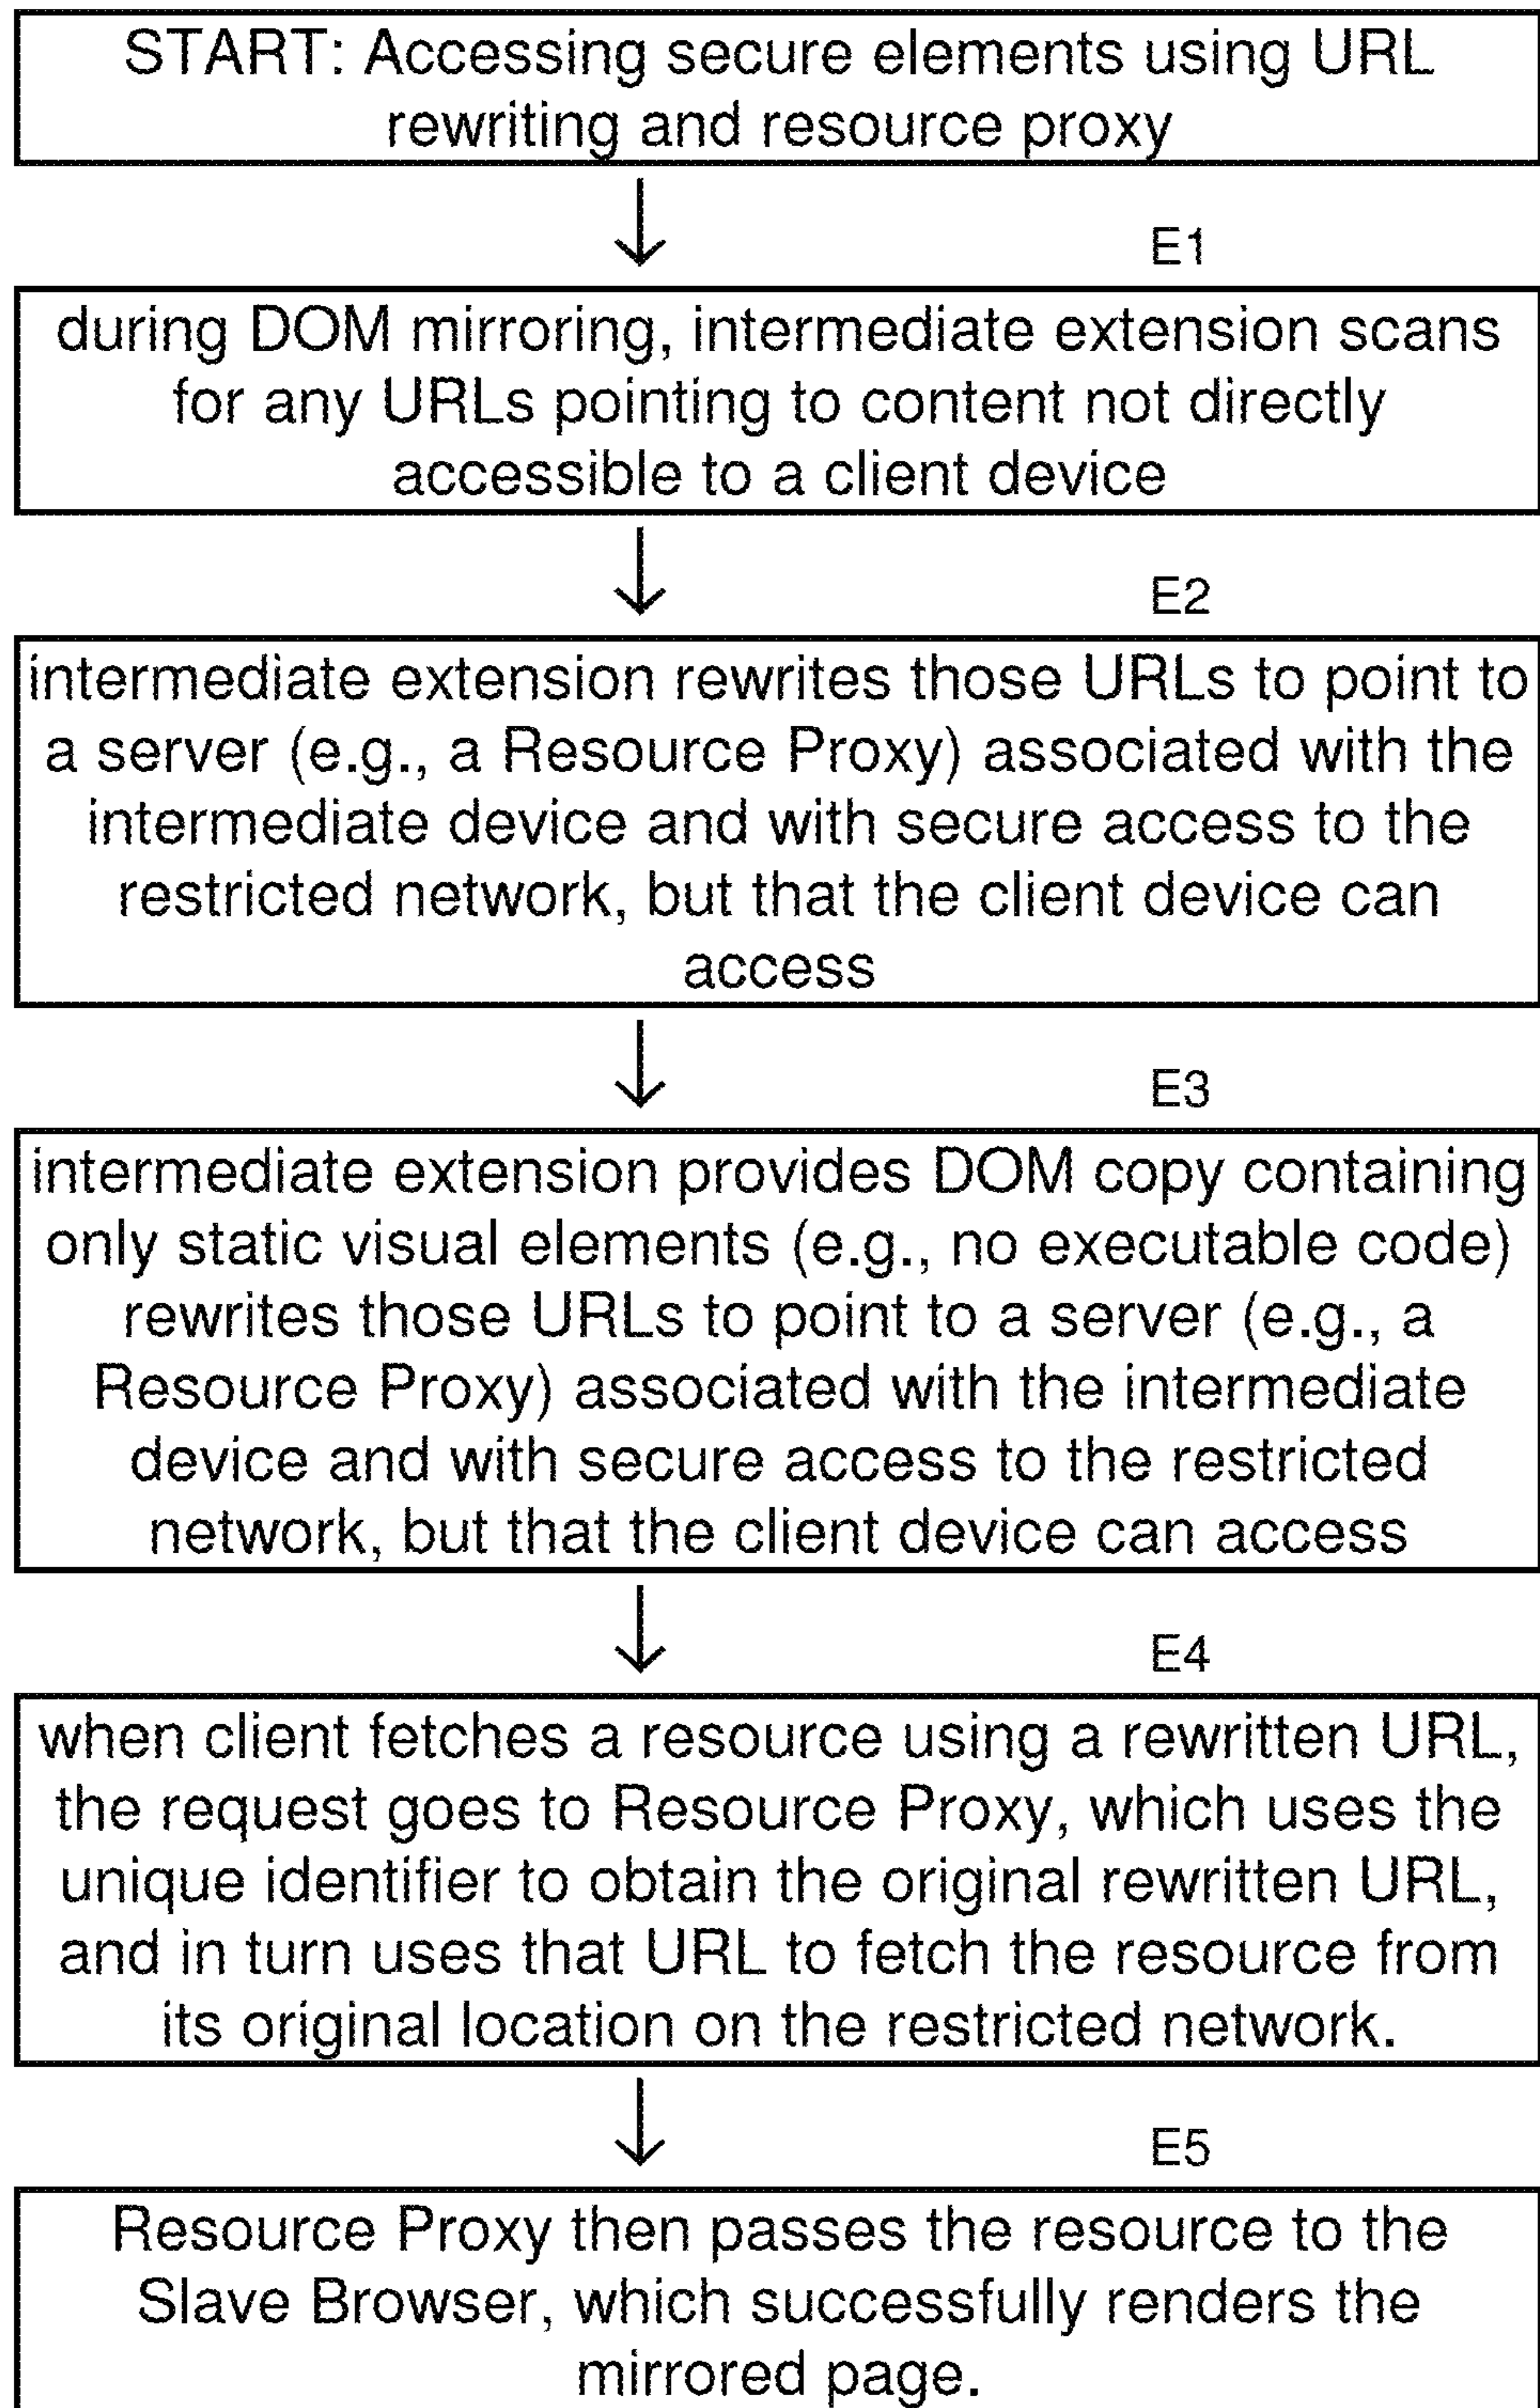 START: Accessing secure elements using URL
rewriting and resource proxy
E1
during DOM mirroring, intermediate extension scans
for any URLs pointing to content not directly
accessible to a client device
E2
intermediate extension rewrites those URLs to point to
a server (e.g., a Resource Proxy) associated with the
intermediate device and with secure access to the
restricted network, but that the client device can
access
E3
intermediate extension provides DOM copy containing
only static visual elements (e.g., no executable code)
rewrites those URLs to point to a server (e.g., a
Resource Proxy) associated with the intermediate
device and with secure access to the restricted
network, but that the client device can access
E4
when client fetches a resource using a rewritten URL,
the request goes to Resource Proxy, which uses the
unique identifier to obtain the original rewritten URL,
and in turn uses that URL to fetch the resource from
its original location on the restricted network.
E5
Resource Proxy then passes the resource to the
Slave Browser, which successfully renders the
mirrored page.